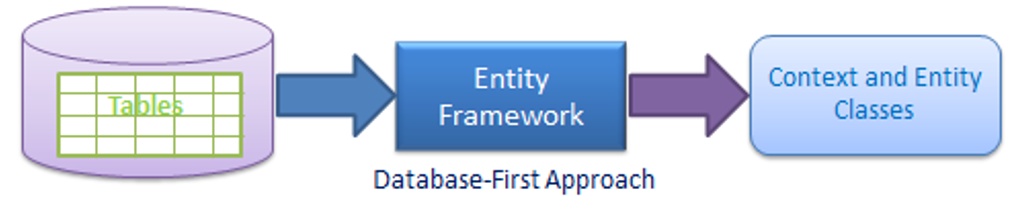 Tables
Entity
Framework
Context and Entity
Classes
Database-First Approach